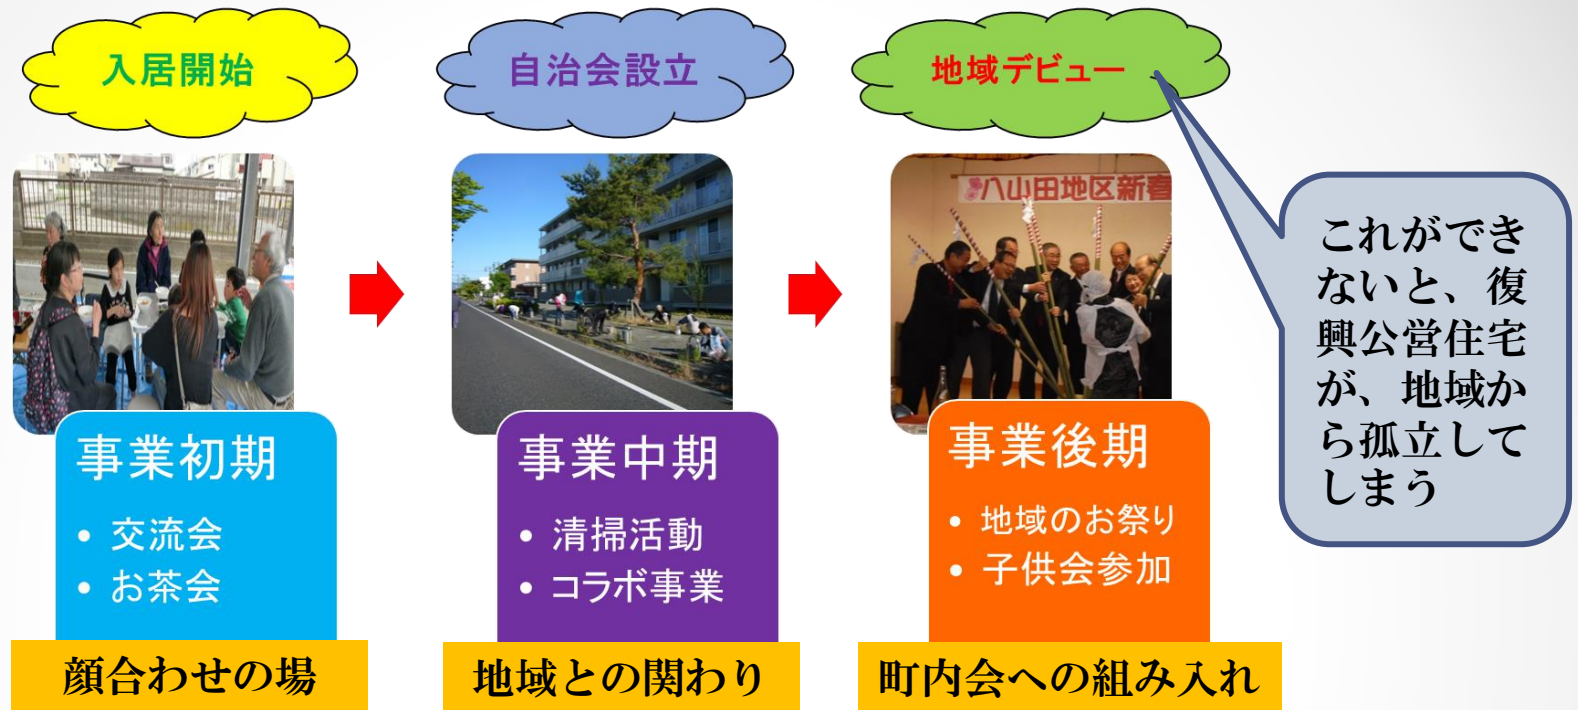 入居開始
自治会設立
地域デビュー
八山田地区新春
これができ
ないと、復
興公営住宅
が、地域か
ら孤立して
しまう
事業初期
• 交流会
• お茶会
顔合わせの場
事業中期
• 清掃活動
• コラボ事業
地域との関わり
事業後期
• 地域のお祭り
• 子供会参加
町内会への組み入れ